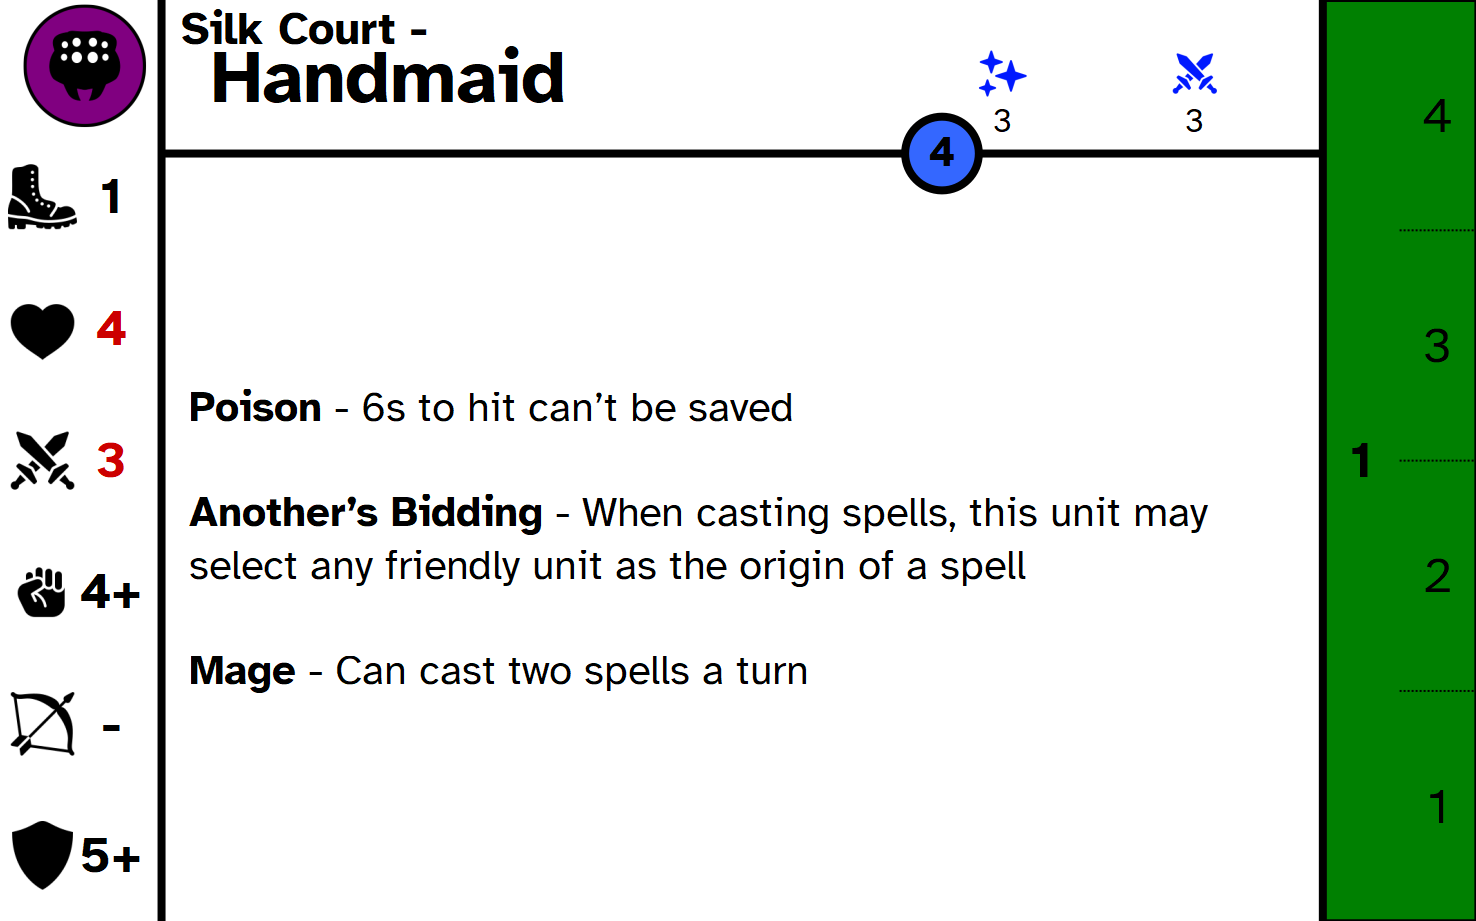 Silk Court -
Handmaid
3
3
4
1
4
3
4+
-
5+
Poison - 6s to hit can’t be saved
Another’s Bidding - When casting spells, this unit may
select any friendly unit as the origin of a spell
Mage - Can cast two spells a turn
1
4
3
2
1